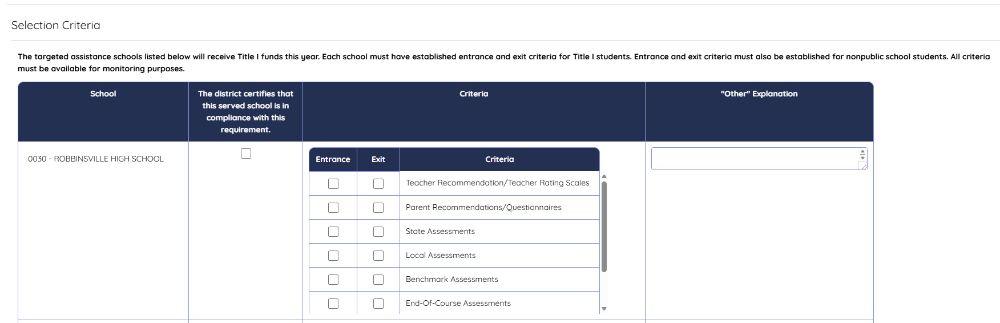 Selection Criteria
The targeted assistance schools listed below will receive Title I funds this year. Each school must have established entrance and exit criteria for Title I students. Entrance and exit criteria must also be established for nonpublic school students. All criteria
must be available for monitoring purposes.
School
The district certifies that
this served school is in
compliance with this
requirement.
Criteria
"Other" Explanation
0030 - ROBBINSVILLE HIGH SCHOOL
Entrance Exit Criteria
Teacher Recommendation/Teacher Rating Scales
Parent Recommendations/Questionnaires
State Assessments
Local Assessments
Benchmark Assessments
End-Of-Course Assessments